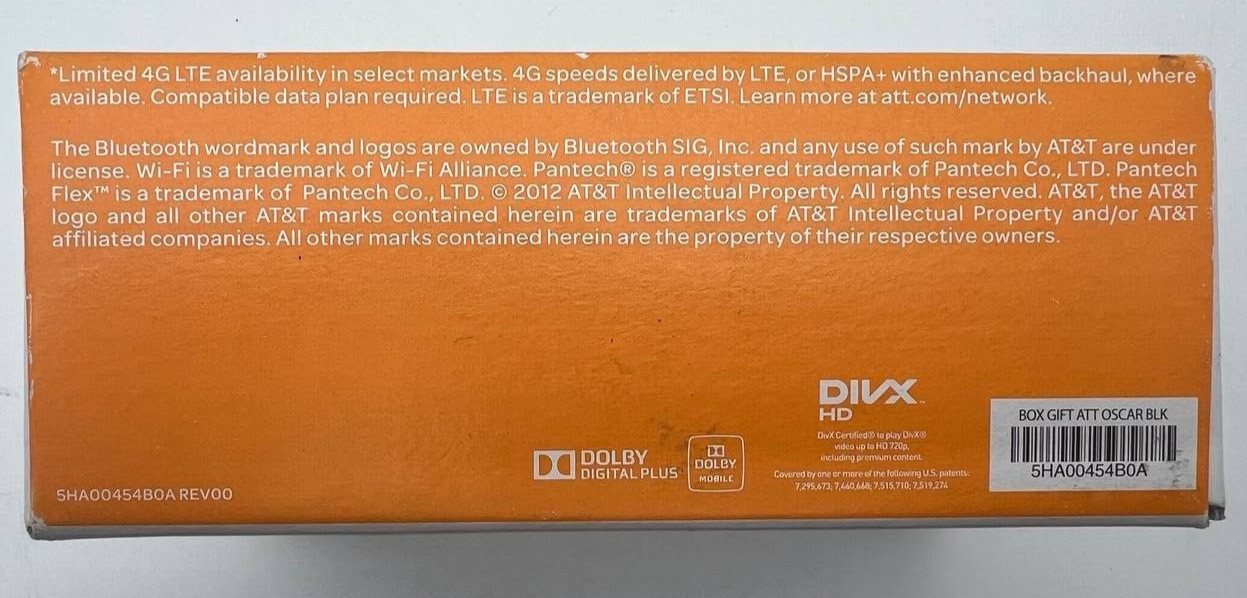 *Limited 4G LTE availability in select markets. 4G speeds delivered by LTE, or HSPA+ with enhanced backhaul, where
available. Compatible data plan required. LTE is a trademark of ETSI. Learn more at att.com/network.
The Bluetooth wordmark and logos are owned by Bluetooth SIG, Inc. and any use of such mark by AT&T are under
license. Wi-Fi is a trademark of Wi-Fi Alliance. Pantech® is a registered trademark of Pantech Co., LTD. Pantech
Flex™ is a trademark of Pantech Co., LTD. © 2012 AT&T Intellectual Property. All rights reserved. AT&T, the AT&T
logo and all other AT&T marks contained herein are trademarks of AT&T Intellectual Property and/or AT&T
affiliated companies. All other marks contained herein are the property of their respective owners.
DIVX™
HD
DivX Certified® to play DivX®
video up to HD 720p,
including premium content.
Covered by one or more of the following U.S. patents:
7,295,673; 7,460,668; 7,515,710; 7,519,274
DOLBY
DIGITAL PLUS
DOLBY
MOBILE
BOX GIFT ATT OSCAR BLK
5HA00454B0A
5HA00454B0A REV00